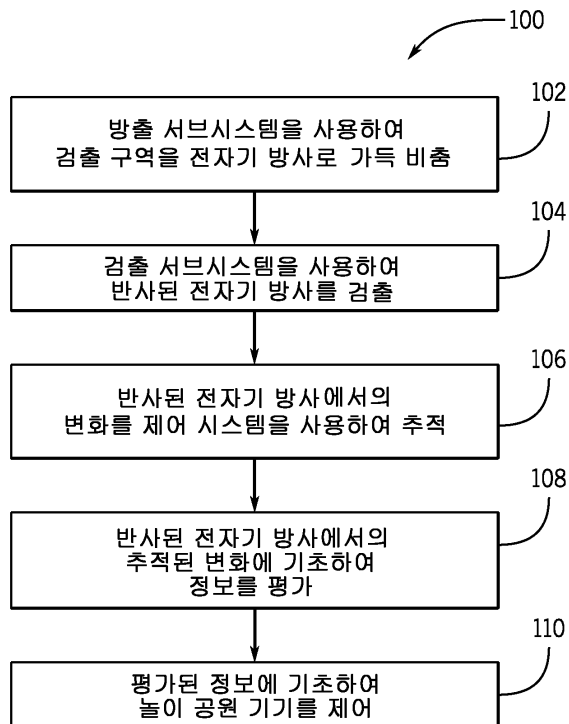 100
102
방출 서브시스템을 사용하여
검출 구역을 전자기 방사로 가득 비춤
104
검출 서브시스템을 사용하여
반사된 전자기 방사를 검출
106
반사된 전자기 방사에서의
변화를 제어 시스템을 사용하여 추적
108
반사된 전자기 방사에서의
추적된 변화에 기초하여
정보를 평가
110
평가된 정보에 기초하여
놀이 공원 기기를 제어